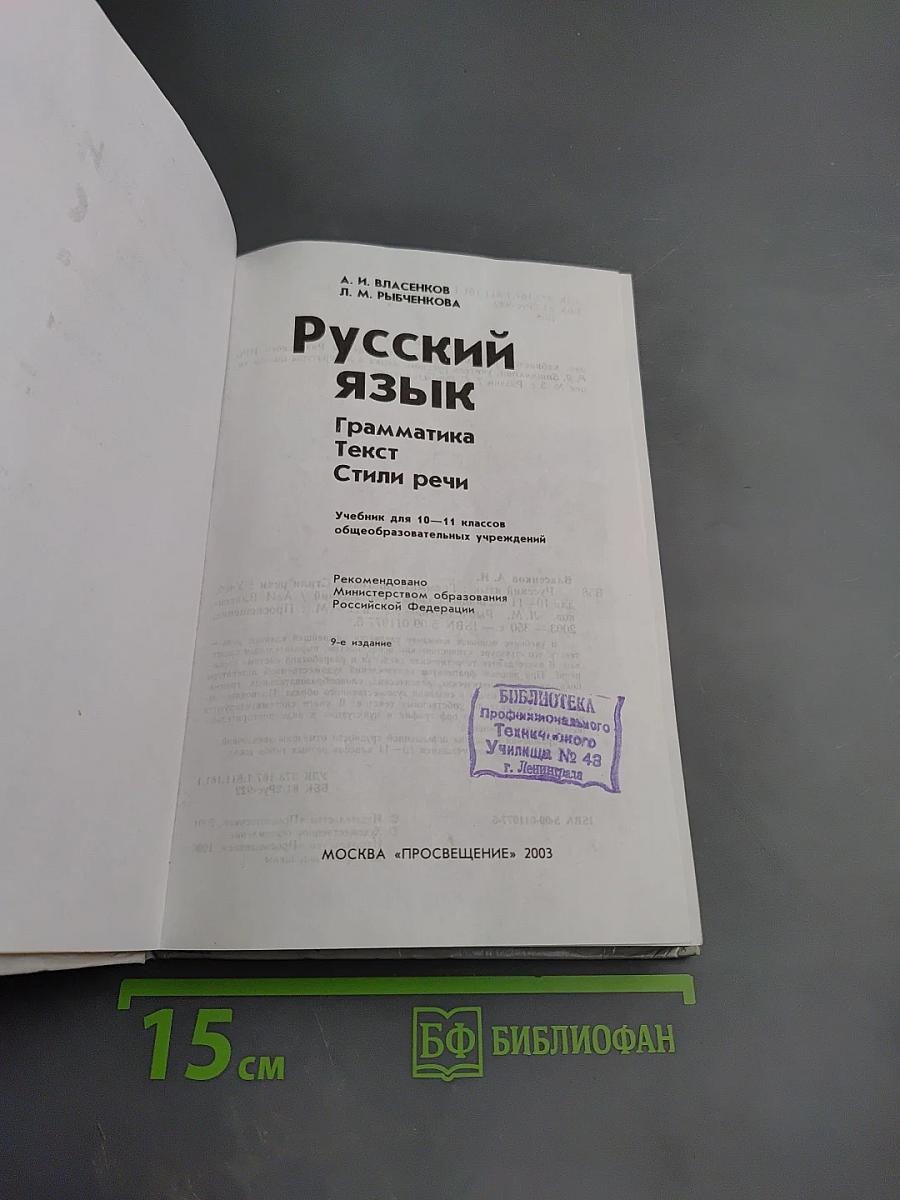 А. И. ВЛАСЕНКОВ
Л. М. РЫБЧЕНКОВА
Русский
язык
Грамматика
Текст
Стили речи
Учебник для 10—11 классов
общеобразовательных учреждений
Рекомендовано
Министерством образования
Российской Федерации
9-е издание
БИБЛИОТЕКА
Профессионального
Технического
Училища № 48
г. Ленинграда
МОСКВА «ПРОСВЕЩЕНИЕ» 2003
15 см
БФ БИБЛИОФАН